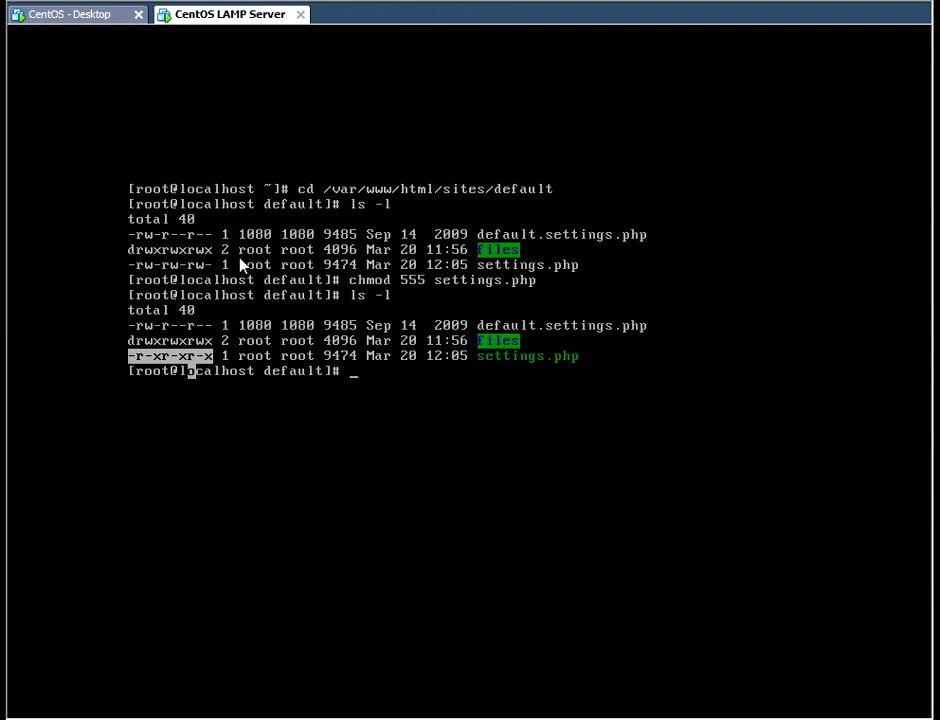 CentOS - Desktop
CentOS LAMP Server
[root@localhost ~]# cd /var/www/html/sites/default
[root@localhost default]# ls -l
total 40
-rw-r--r-- 1 1080 1080 9485 Sep 14  2009 default.settings.php
drwxrwxrwx 2 root root 4096 Mar 20 11:56 files
-rw-rw-rw- 1 root root 9474 Mar 20 12:05 settings.php
[root@localhost default]# chmod 555 settings.php
[root@localhost default]# ls -l
total 40
-rw-r--r-- 1 1080 1080 9485 Sep 14  2009 default.settings.php
drwxrwxrwx 2 root root 4096 Mar 20 11:56 files
-r-xr-xr-x 1 root root 9474 Mar 20 12:05 settings.php
[root@localhost default]# _